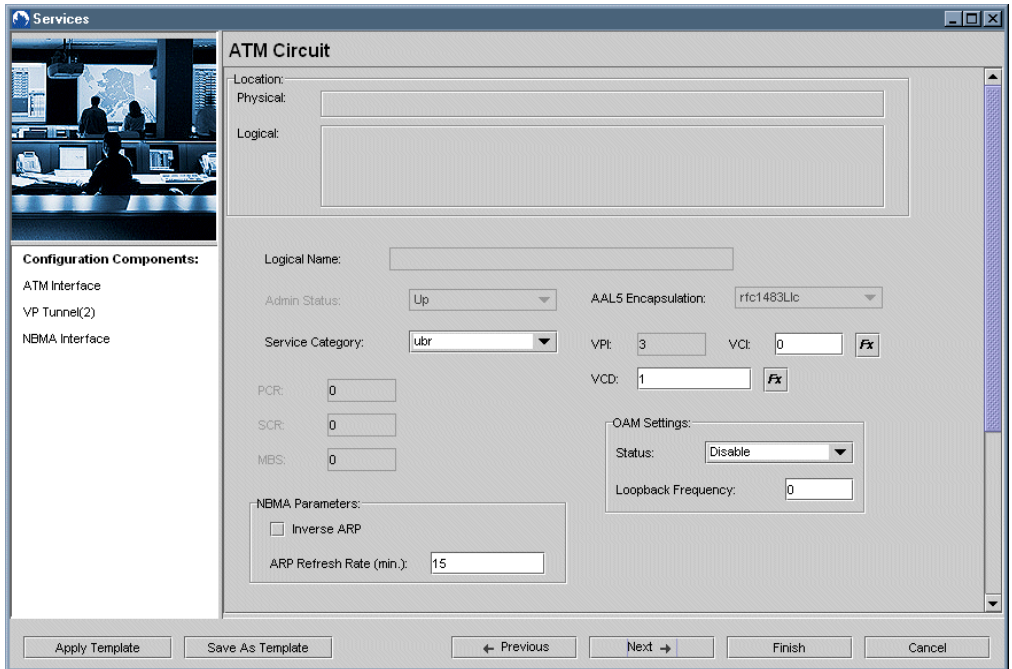 Services
ATM Circuit
Location:
Physical:
Logical:
Configuration Components:
ATM Interface
VP Tunnel(2)
NBMA Interface
Logical Name:
Admin Status: Up AAL5 Encapsulation: rfc1483Llc
Service Category: ubr VPI: 3 VCI: 0 Fx
VCD: 1 Fx
PCR: 0
SCR: 0
MBS: 0
OAM Settings:
Status: Disable
Loopback Frequency: 0
NBMA Parameters:
Inverse ARP
ARP Refresh Rate (min.): 15
Apply Template Save As Template Previous Next Finish Cancel